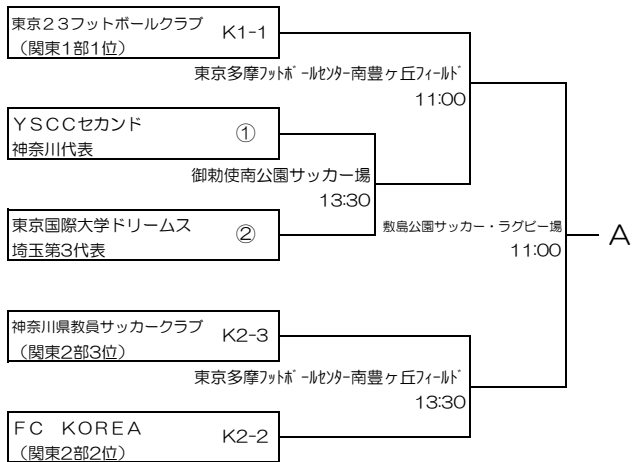 東京２３フットボールクラブ K1-1
（関東1部1位）
東京多摩ﾌｯﾄﾎﾞｰﾙｾﾝﾀｰ南豊ヶ丘ﾌｨｰﾙﾄﾞ
11:00
ＹＳＣＣセカンド ①
神奈川代表
御勅使南公園サッカー場
13:30
東京国際大学ドリームス ②
埼玉第3代表
敷島公園サッカー・ラグビー場
11:00
A
神奈川県教員サッカークラブ K2-3
（関東2部3位）
東京多摩ﾌｯﾄﾎﾞｰﾙｾﾝﾀｰ南豊ヶ丘ﾌｨｰﾙﾄﾞ
13:30
ＦＣ　ＫＯＲＥＡ K2-2
（関東2部2位）